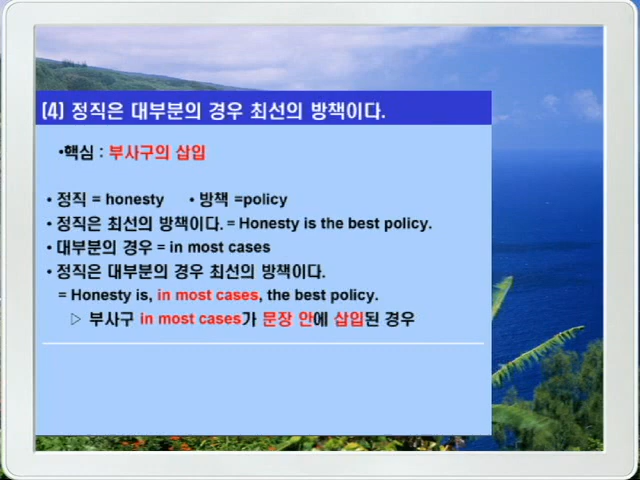 (4) 정직은 대부분의 경우 최선의 방책이다.
•핵심 : 부사구의 삽입
• 정직 = honesty • 방책 =policy
• 정직은 최선의 방책이다. = Honesty is the best policy.
• 대부분의 경우 = in most cases
• 정직은 대부분의 경우 최선의 방책이다.
= Honesty is, in most cases, the best policy.
▷ 부사구 in most cases가 문장 안에 삽입된 경우